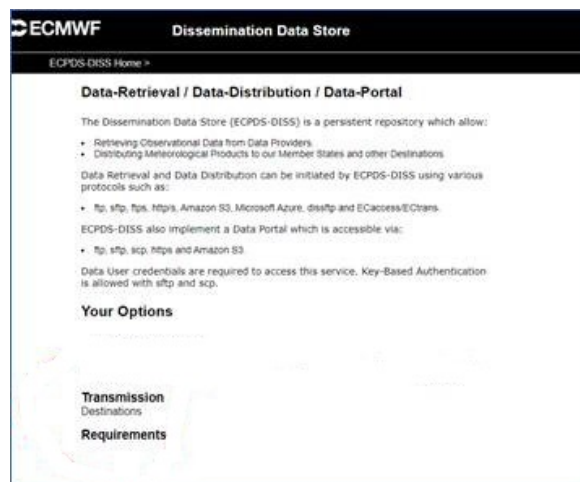 ECMWF
Dissemination Data Store
ECPDS-DISS Home >
Data-Retrieval / Data-Distribution / Data-Portal
The Dissemination Data Store (ECPDS-DISS) is a persistent repository which allow:
• Retrieving Observational Data from Data Providers
• Distributing Meteorological Products to our Member States and other Destinations
Data Retrieval and Data Distribution can be initiated by ECPDS-DISS using various
protocols such as:
• ftp, sftp, ftps, http/s, Amazon S3, Microsoft Azure, dissftp and ECaccess/ECtrans.
ECPDS-DISS also implement a Data Portal which is accessible via:
• ftp, sftp, scp, https and Amazon S3
Data User credentials are required to access this service. Key-Based Authentication
is allowed with sftp and scp.
Your Options
Transmission
Destinations
Requirements